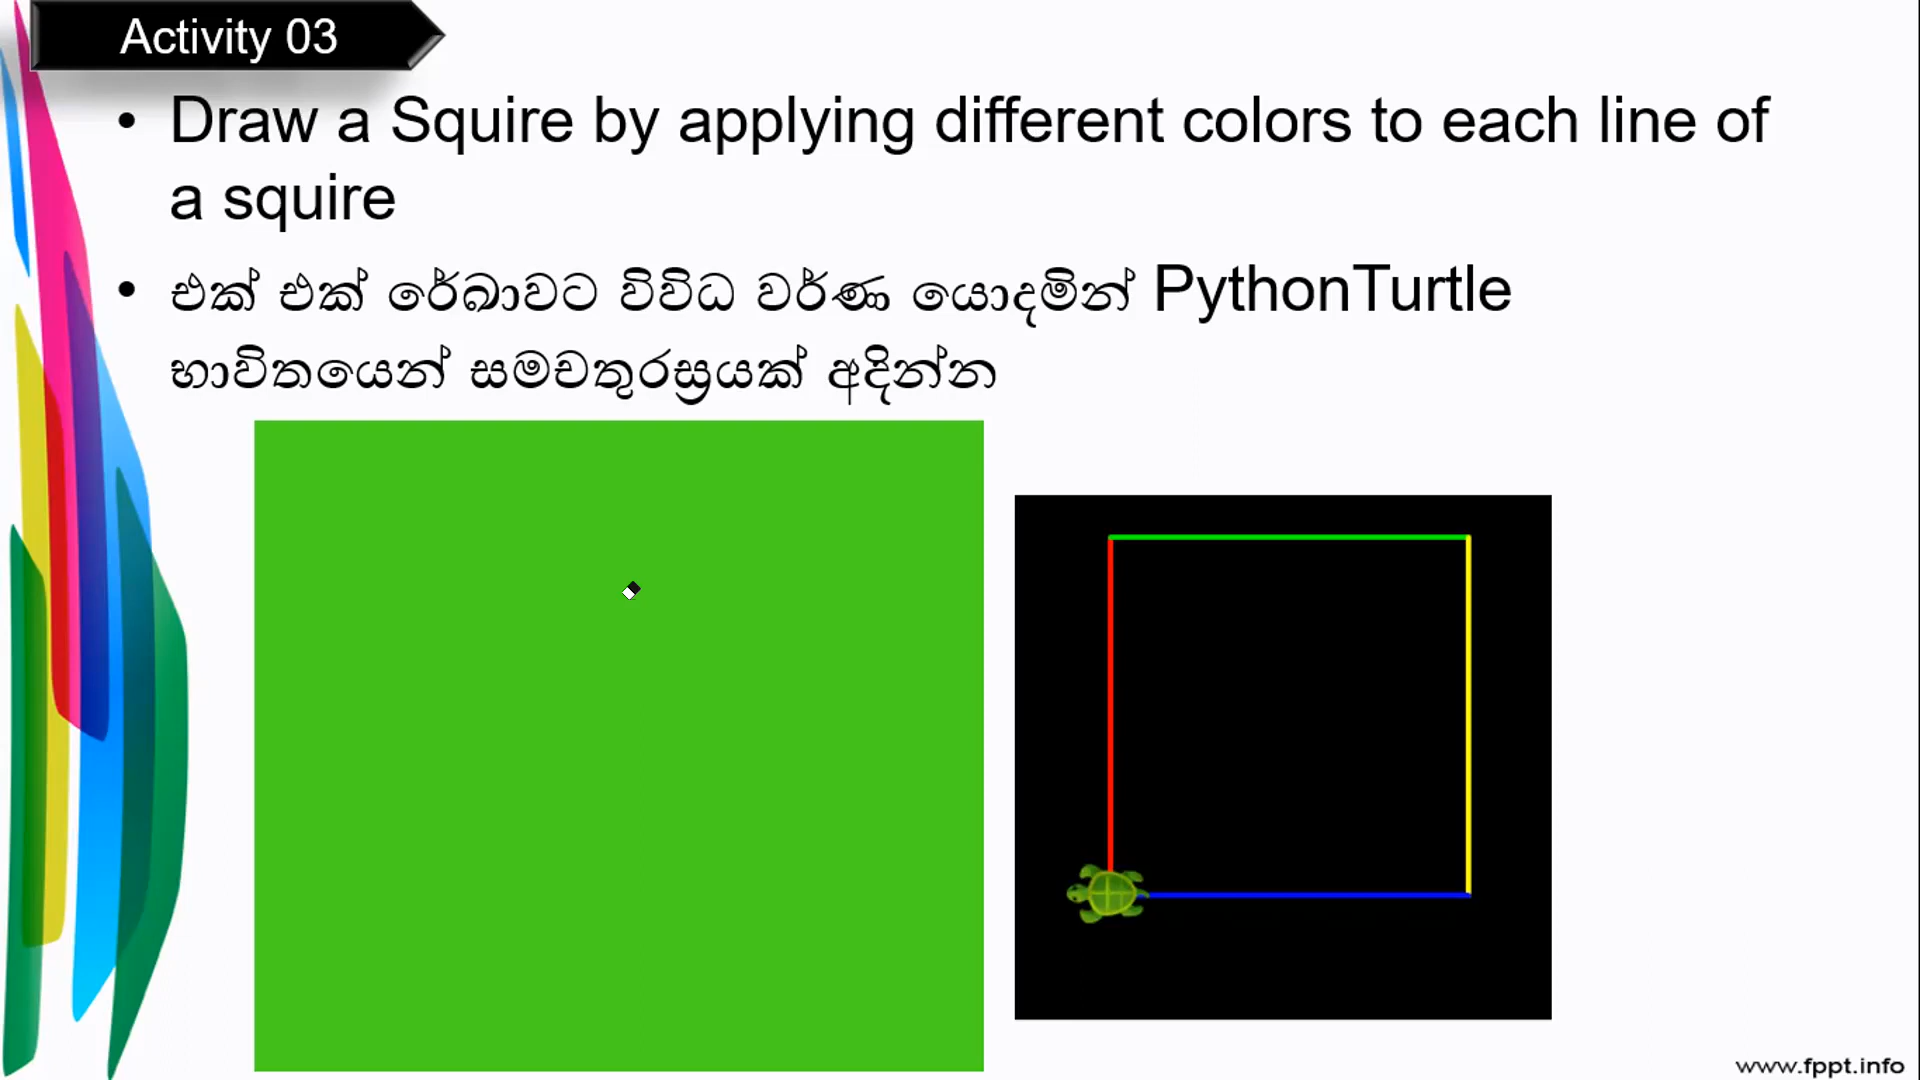 Activity 03
• Draw a Squire by applying different colors to each line of
a squire
• එක් එක් රේඛාවට විවිධ වර්ණ යොදමින් PythonTurtle
භාවිතයෙන් සමචතුරස්‍රයක් අදින්න
www.fppt.info